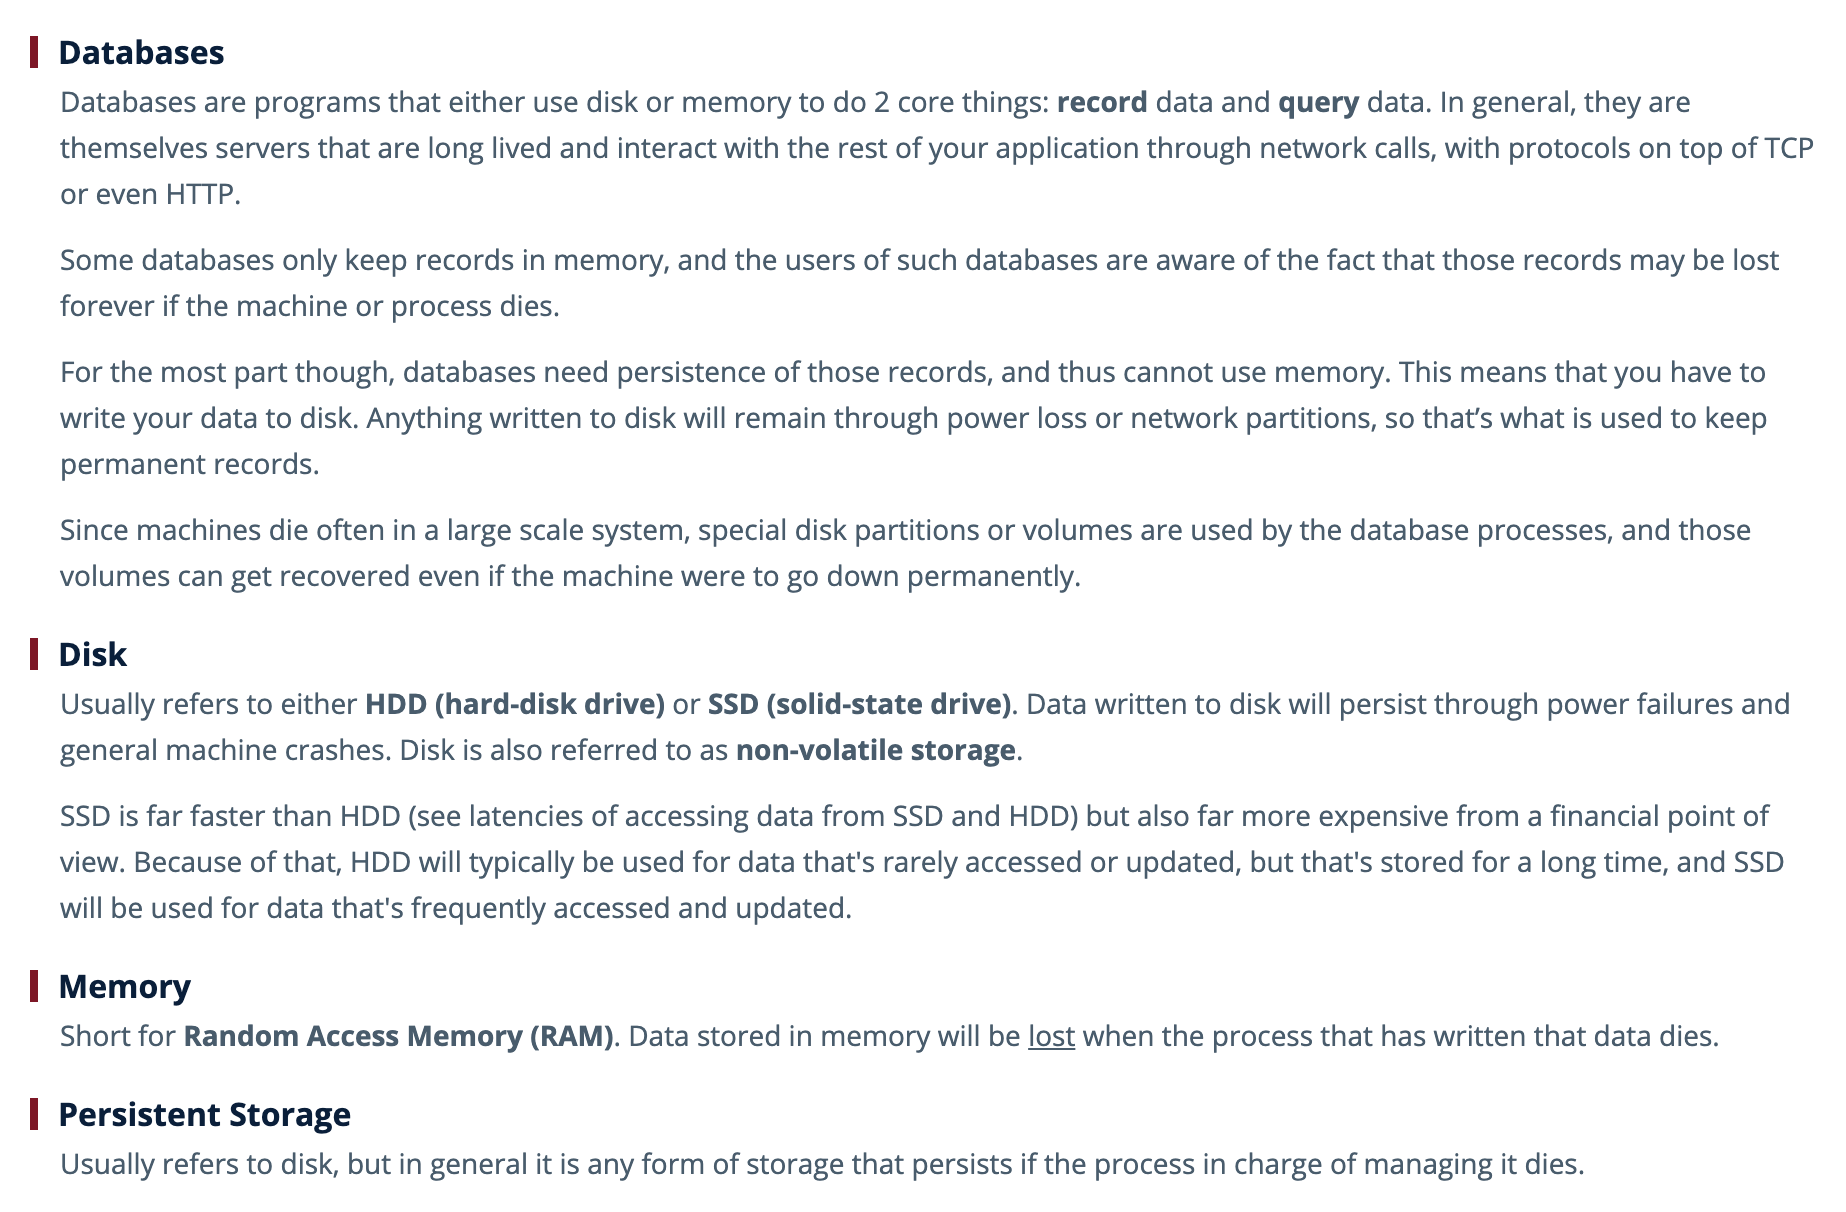 Databases
Databases are programs that either use disk or memory to do 2 core things: record data and query data. In general, they are
themselves servers that are long lived and interact with the rest of your application through network calls, with protocols on top of TCP
or even HTTP.
Some databases only keep records in memory, and the users of such databases are aware of the fact that those records may be lost
forever if the machine or process dies.
For the most part though, databases need persistence of those records, and thus cannot use memory. This means that you have to
write your data to disk. Anything written to disk will remain through power loss or network partitions, so that’s what is used to keep
permanent records.
Since machines die often in a large scale system, special disk partitions or volumes are used by the database processes, and those
volumes can get recovered even if the machine were to go down permanently.
Disk
Usually refers to either HDD (hard-disk drive) or SSD (solid-state drive). Data written to disk will persist through power failures and
general machine crashes. Disk is also referred to as non-volatile storage.
SSD is far faster than HDD (see latencies of accessing data from SSD and HDD) but also far more expensive from a financial point of
view. Because of that, HDD will typically be used for data that's rarely accessed or updated, but that's stored for a long time, and SSD
will be used for data that's frequently accessed and updated.
Memory
Short for Random Access Memory (RAM). Data stored in memory will be lost when the process that has written that data dies.
Persistent Storage
Usually refers to disk, but in general it is any form of storage that persists if the process in charge of managing it dies.